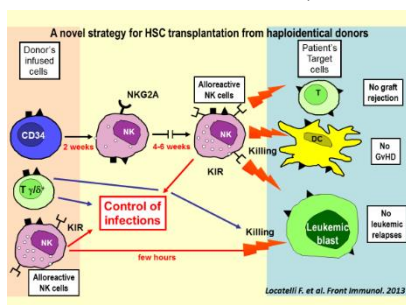 A novel strategy for HSC transplantation from haploidentical donors
Donor's
infused
cells
Patient's
Target
cells
Alloreactive
NK cells
NKG2A
T
No graft
rejection
CD34
2 weeks
NK
4-6 weeks
NK
Killing
DC
No
GvHD
KIR
T γ/δ⁺
Control of
infections
No
leukemic
relapses
KIR
Killing
Leukemic
blast
NK
few hours
Alloreactive
NK cells
Locatelli F. et al. Front Immunol. 2013